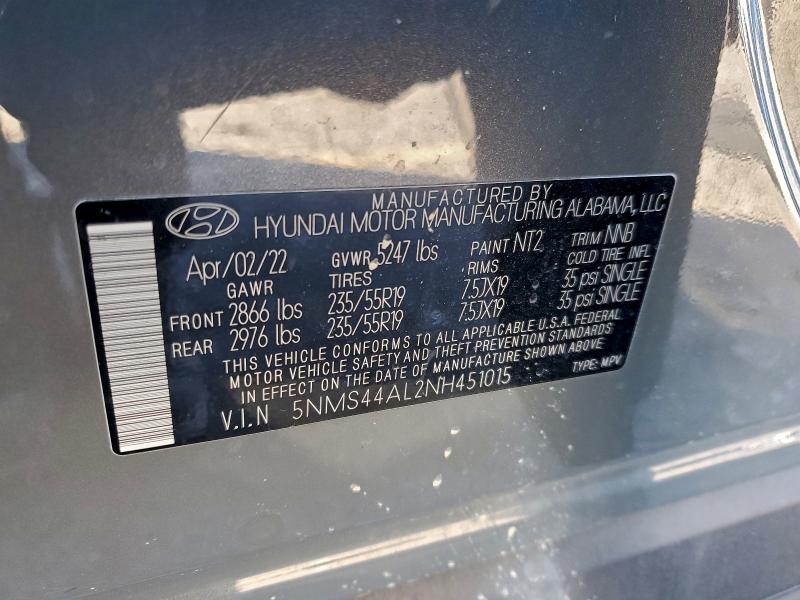 MANUFACTURED BY
HYUNDAI MOTOR MANUFACTURING ALABAMA, LLC
Apr/02/22 GVWR 5247 lbs PAINT NT2 TRIM NNB
GAWR TIRES RIMS COLD TIRE INFL
FRONT 2866 lbs 235/55R19 7.5JX19 35 psi SINGLE
REAR 2976 lbs 235/55R19 7.5JX19 35 psi SINGLE
THIS VEHICLE CONFORMS TO ALL APPLICABLE U.S.A. FEDERAL
MOTOR VEHICLE SAFETY AND THEFT PREVENTION STANDARDS
IN EFFECT ON THE DATE OF MANUFACTURE SHOWN ABOVE
V.I.N 5NMS44AL2NH451015 TYPE: MPV